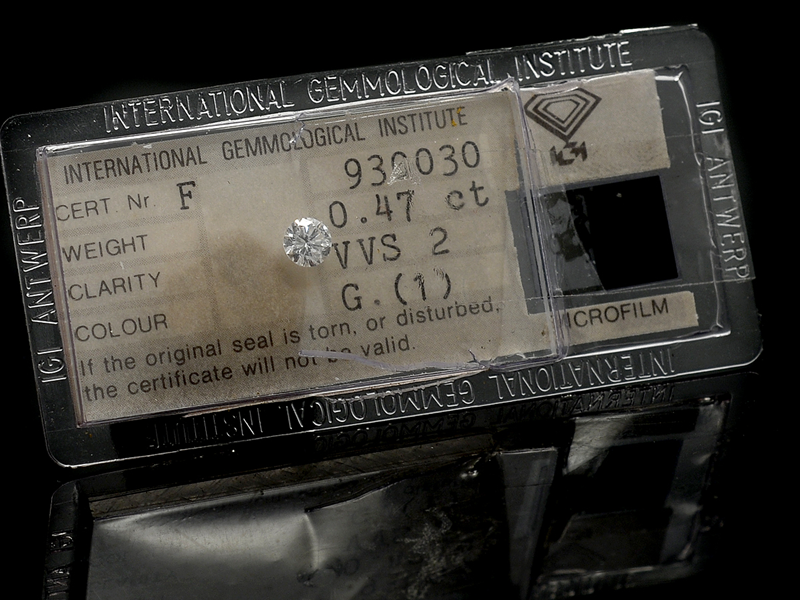 INTERNATIONAL GEMMOLOGICAL INSTITUTE
INTERNATIONAL GEMMOLOGICAL INSTITUTE
CERT. Nr. F 930030
WEIGHT 0.47 ct
CLARITY VVS 2
COLOUR G.(1)
If the original seal is torn, or disturbed,
the certificate will not be valid.
MICROFILM
IGI ANTWERP
IGI ANTWERP
INTERNATIONAL GEMMOLOGICAL INSTITUTE